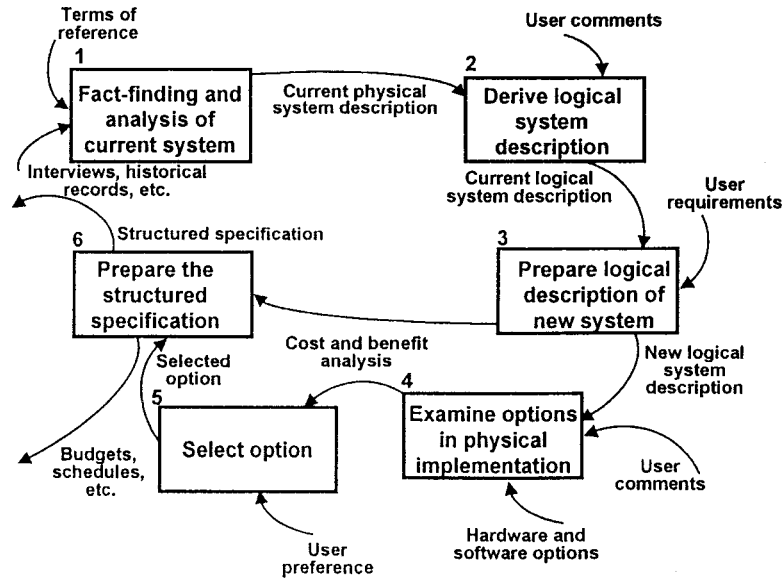 Terms of
reference
1
Fact-finding and
analysis of
current system
Interviews, historical
records, etc.
Current physical
system description
User comments
2
Derive logical
system
description
Current logical
system description
User
requirements
3
Prepare logical
description of
new system
New logical
system
description
4
Examine options
in physical
implementation
User
comments
Hardware and
software options
Cost and benefit
analysis
5
Select option
User
preference
Selected
option
6
Prepare the
structured
specification
Structured specification
Budgets,
schedules,
etc.